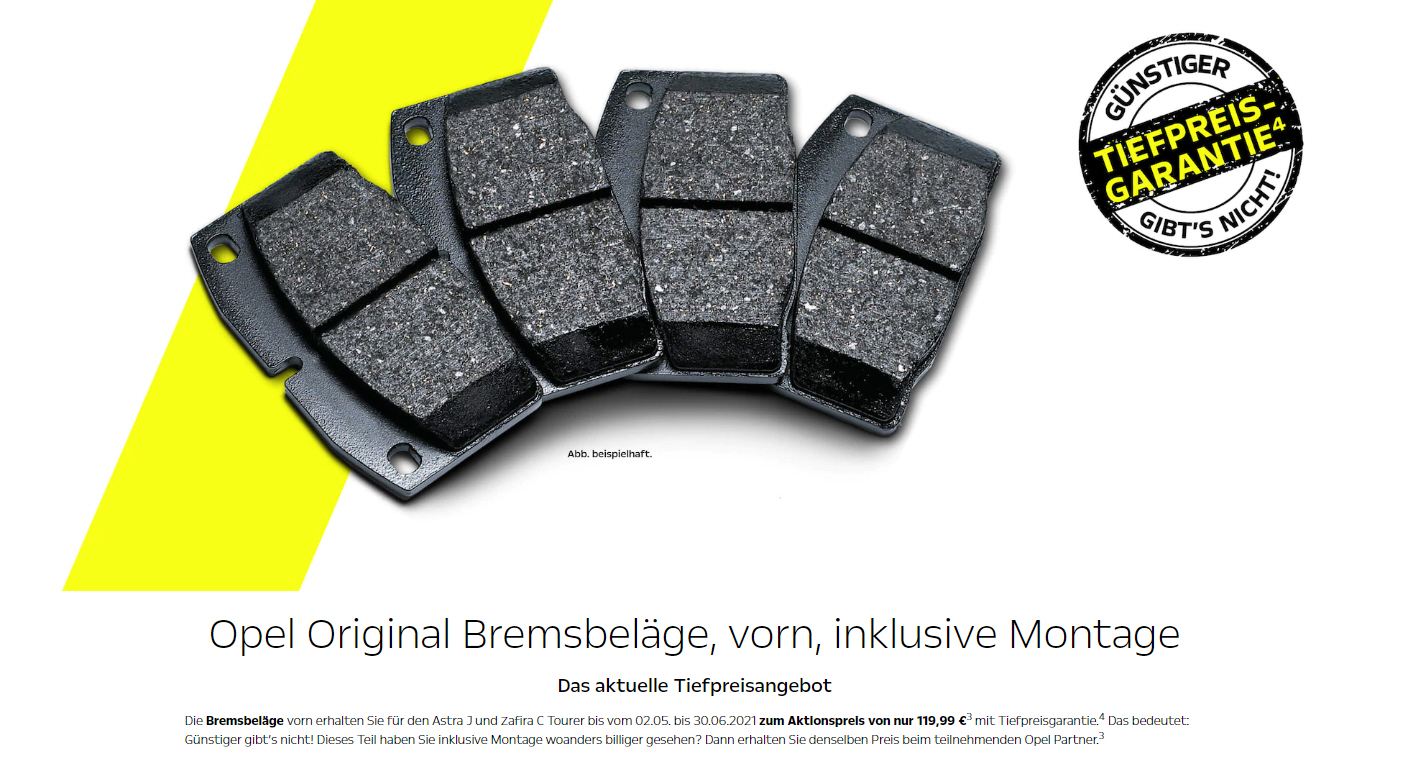 GÜNSTIGER
TIEFPREIS-
GARANTIE⁴
GIBT'S NICHT!
Abb. beispielhaft.
Opel Original Bremsbeläge, vorn, inklusive Montage
Das aktuelle Tiefpreisangebot
Die Bremsbeläge vorn erhalten Sie für den Astra J und Zafira C Tourer bis vom 02.05. bis 30.06.2021 zum Aktionspreis von nur 119,99 €³ mit Tiefpreisgarantie.⁴ Das bedeutet:
Günstiger gibt's nicht! Dieses Teil haben Sie inklusive Montage woanders billiger gesehen? Dann erhalten Sie denselben Preis beim teilnehmenden Opel Partner.³